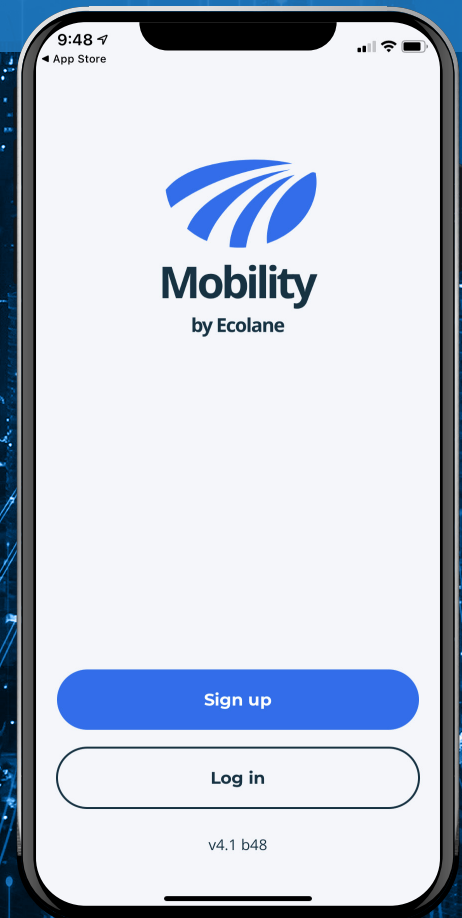 9:48
◀ App Store
Mobility
by Ecolane
Sign up
Log in
v4.1 b48